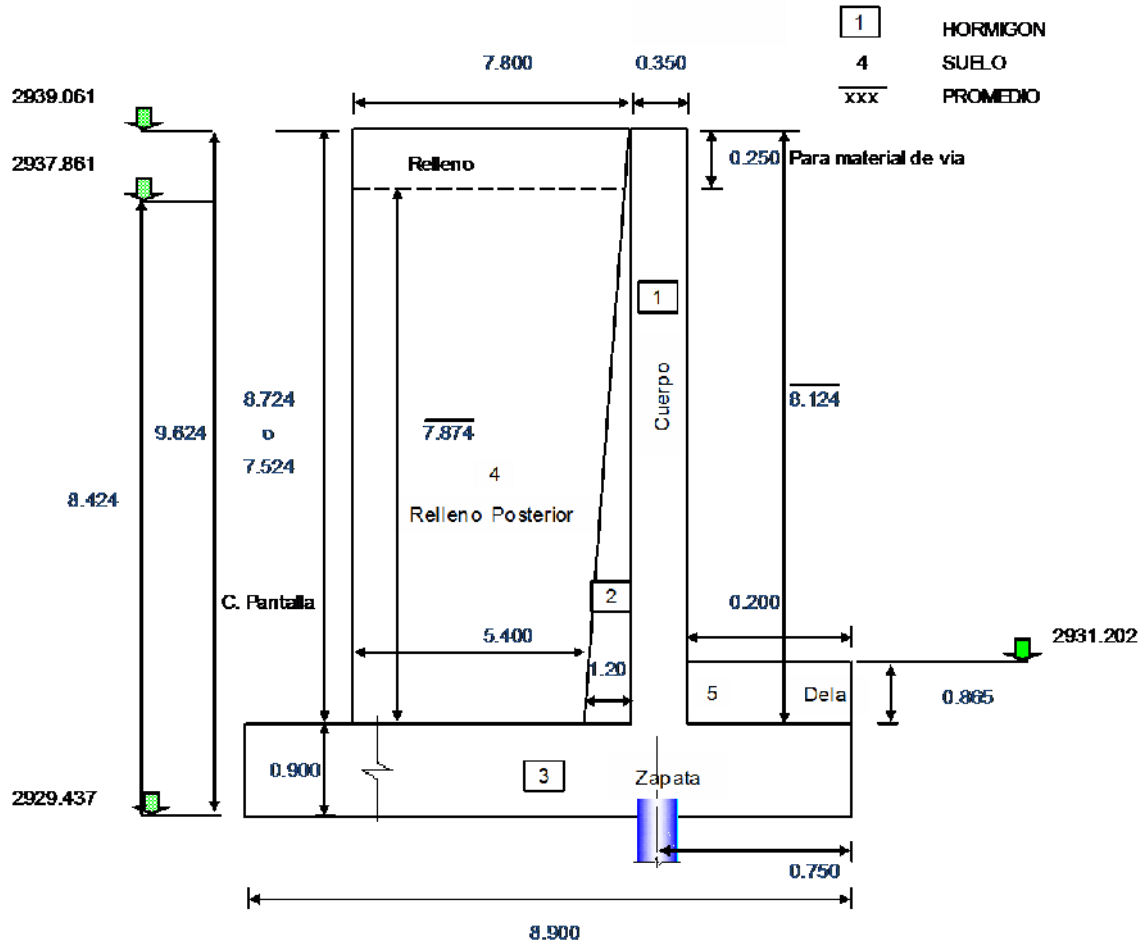 1 HORMIGON
7.800 0.350 4 SUELO
2939.061 xxx PROMEDIO
2937.861 Relleno 0.250 Para material de via
1
Cuerpo
8.724 8.124
9.624 o 7.874
7.524 4
8.424 Relleno Posterior
2
C. Pantalla 0.200
5.400 2931.202
1.20 5 Dela 0.865
0.900 3 Zapata
2929.437
0.750
8.900